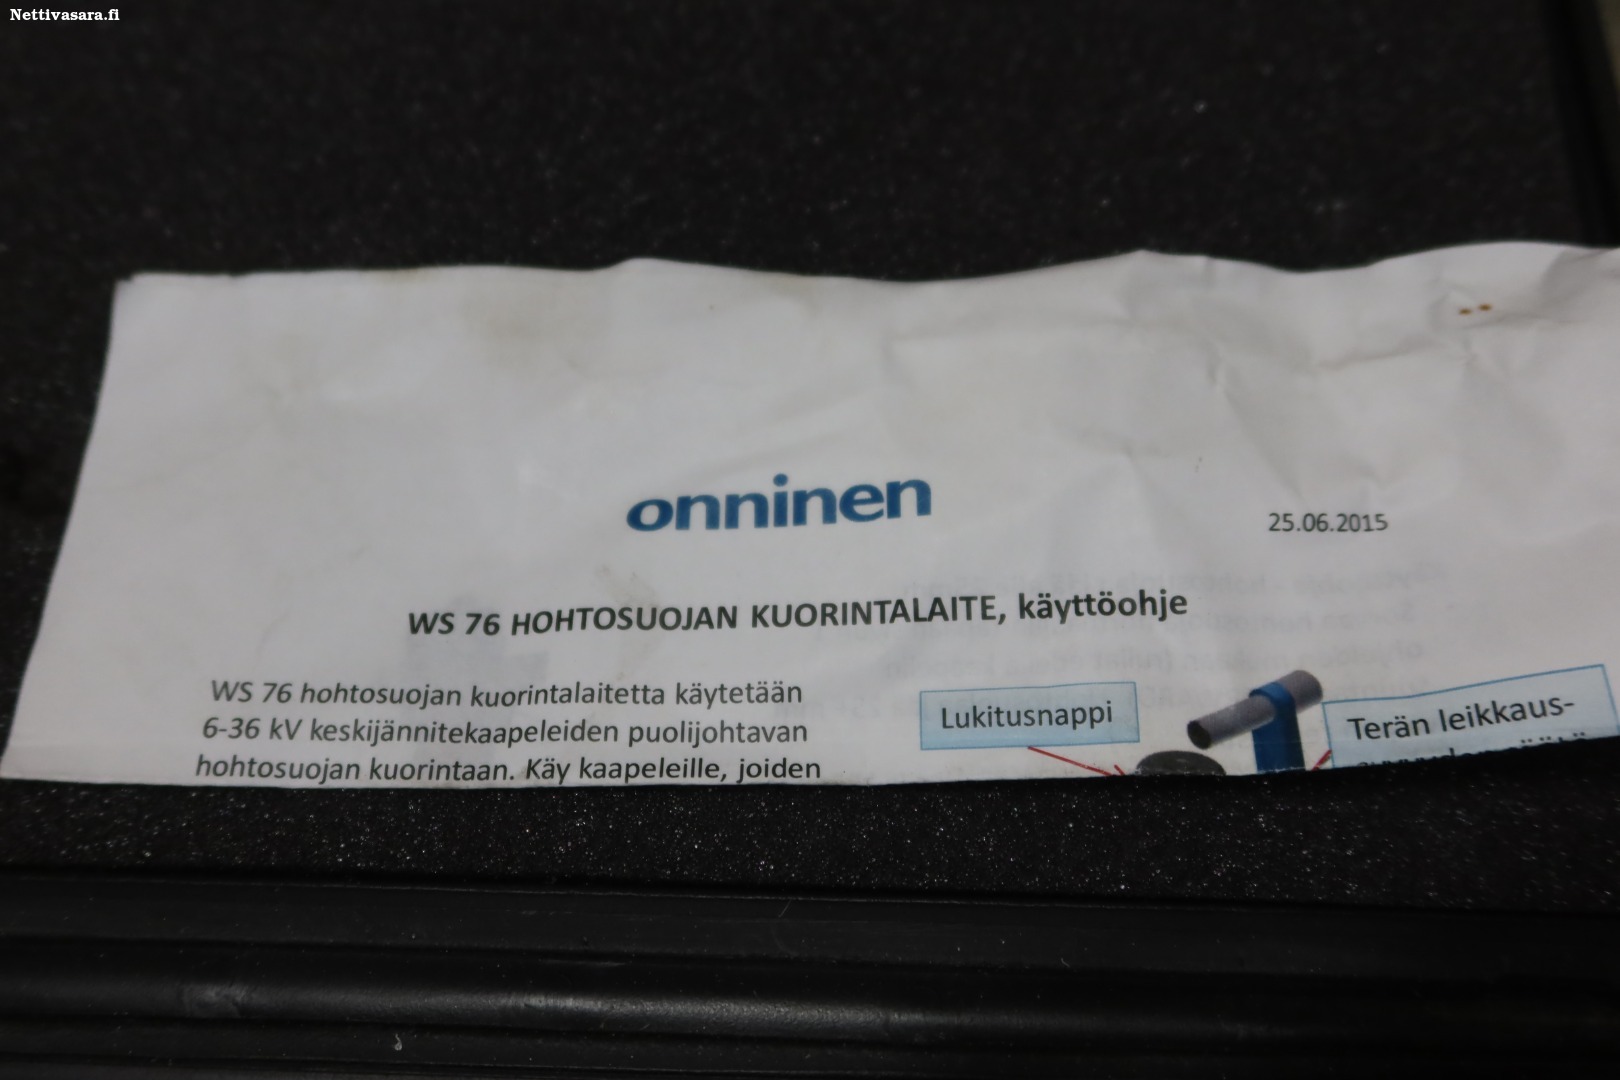 Nettivasara.fi
onninen
25.06.2015
WS 76 HOHTOSUOJAN KUORINTALAITE, käyttöohje
WS 76 hohtosuojan kuorintalaitetta käytetään
6-36 kV keskijännitekaapeleiden puolijohtavan
hohtosuojan kuorintaan. Käy kaapeleille, joiden
Lukitusnappi
Terän leikkaus-